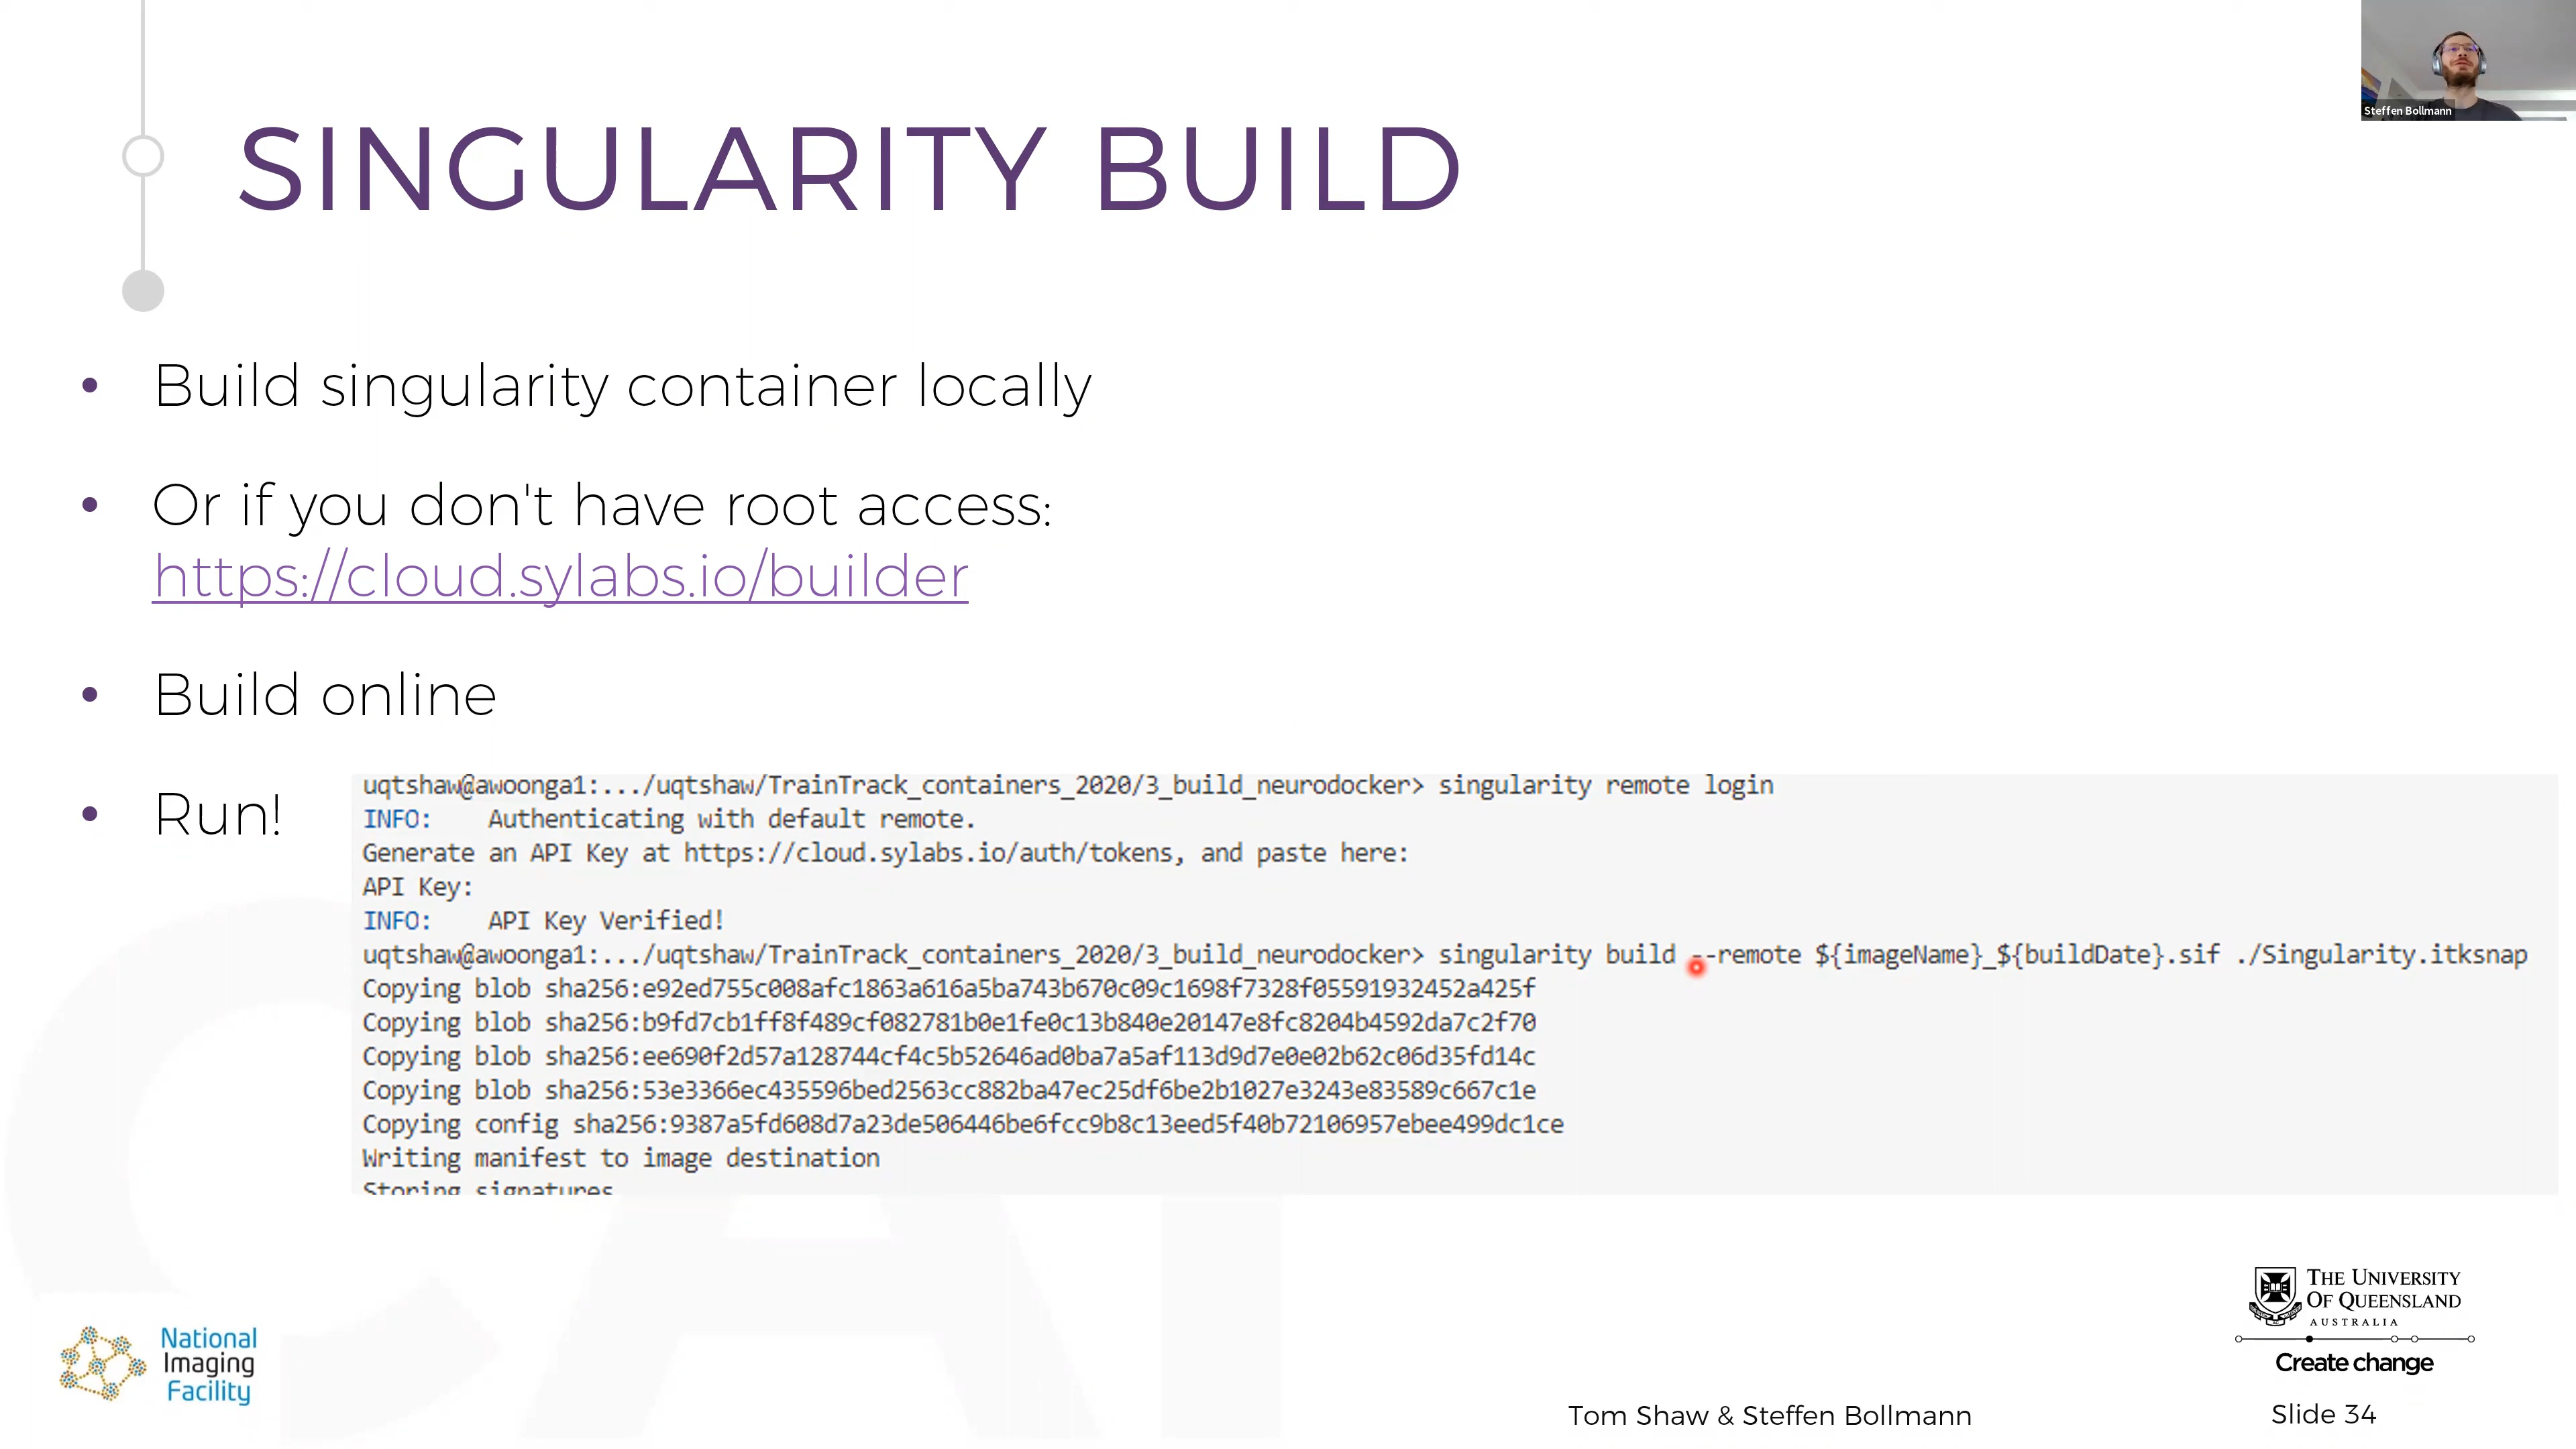 Steffen Bollmann
SINGULARITY BUILD
• Build singularity container locally
• Or if you don't have root access:
https://cloud.sylabs.io/builder
• Build online
• Run!
uqtshaw@awoonga1:.../uqtshaw/TrainTrack_containers_2020/3_build_neurodocker> singularity remote login
INFO:    Authenticating with default remote.
Generate an API Key at https://cloud.sylabs.io/auth/tokens, and paste here:
API Key:
INFO:    API Key Verified!
uqtshaw@awoonga1:.../uqtshaw/TrainTrack_containers_2020/3_build_neurodocker> singularity build --remote ${imageName}_${buildDate}.sif ./Singularity.itksnap
Copying blob sha256:e92ed755c008afc1863a616a5ba743b670c09c1698f7328f05591932452a425f
Copying blob sha256:b9fd7cb1ff8f489cf082781b0e1fe0c13b840e20147e8fc8204b4592da7c2f70
Copying blob sha256:ee690f2d57a128744cf4c5b52646ad0ba7a5af113d9d7e0e02b62c06d35fd14c
Copying blob sha256:53e3366ec435596bed2563cc882ba47ec25df6be2b1027e3243e83589c667c1e
Copying config sha256:9387a5fd608d7a23de506446be6fcc9b8c13eed5f40b72106957ebee499dc1ce
Writing manifest to image destination
Storing signatures
National
Imaging
Facility
THE UNIVERSITY
OF QUEENSLAND
AUSTRALIA
Create change
Tom Shaw & Steffen Bollmann
Slide 34